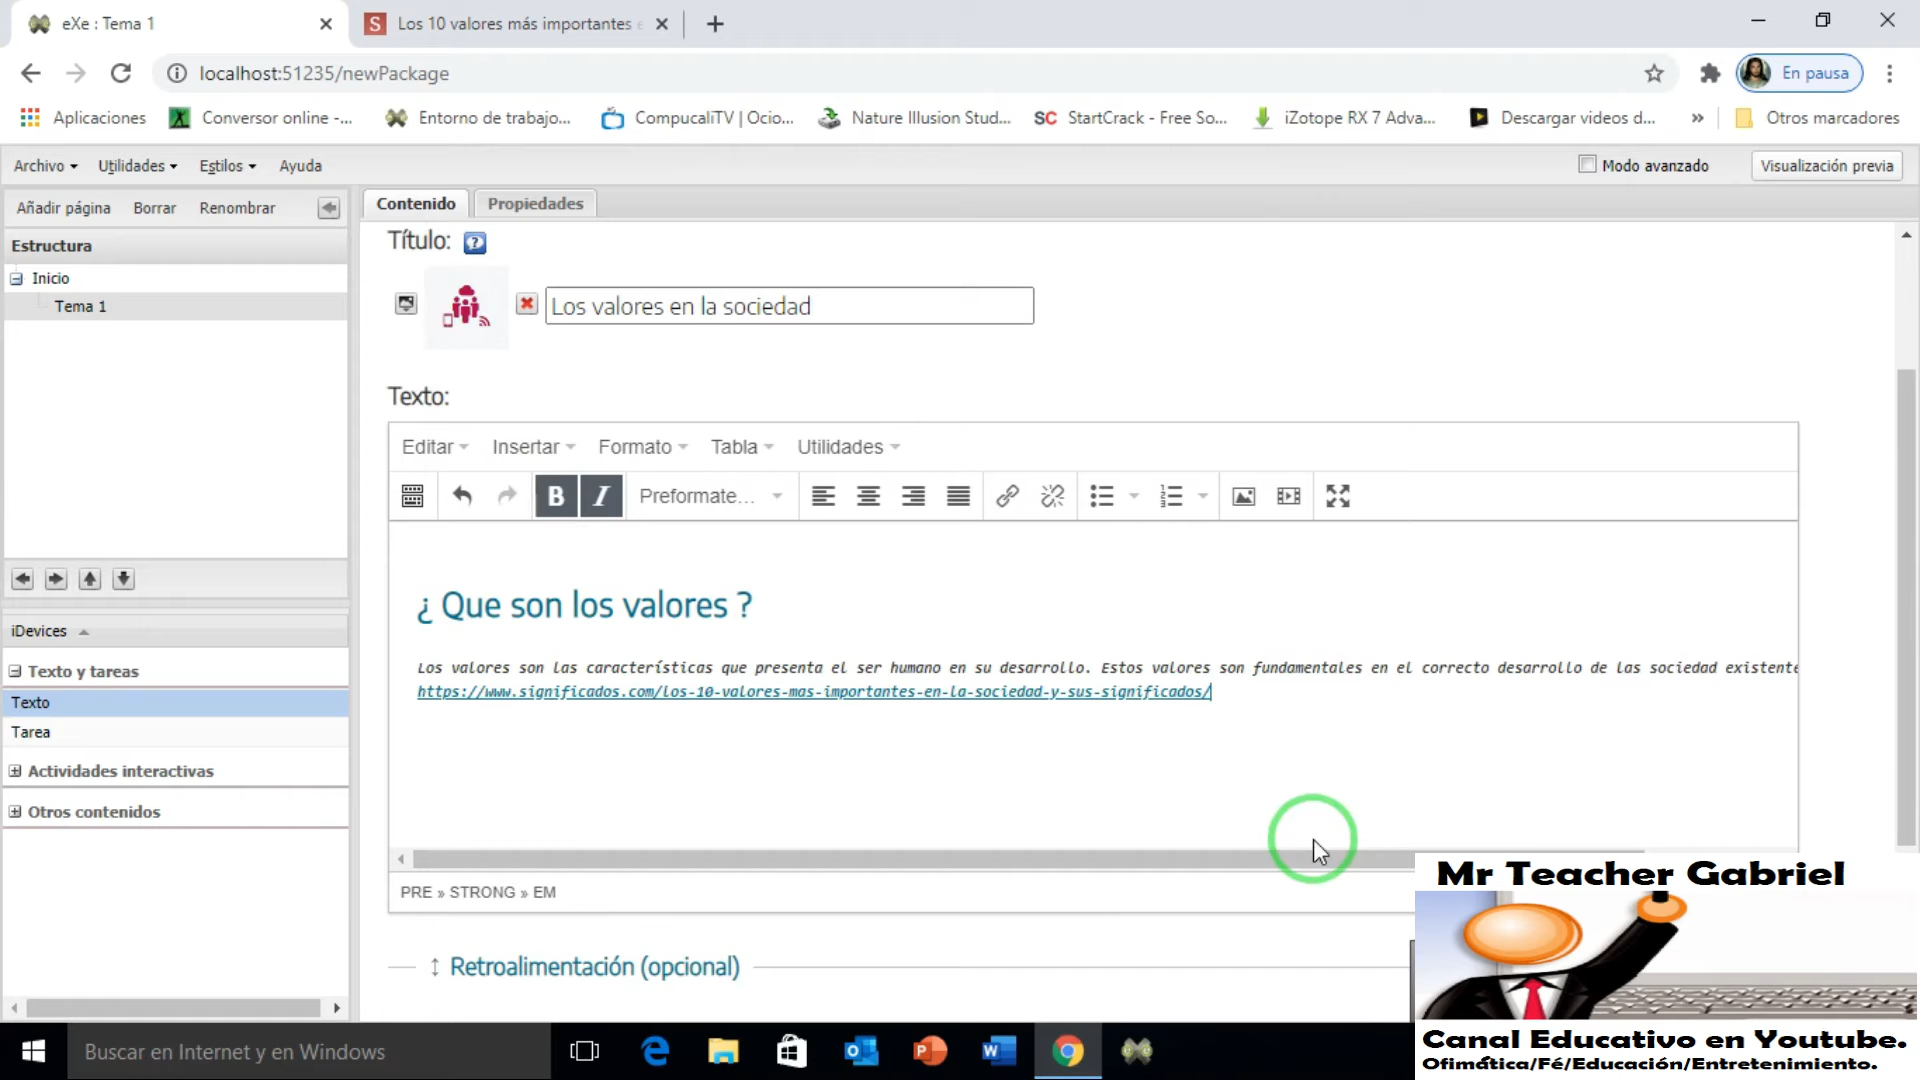 eXe : Tema 1
Los 10 valores más importantes e
localhost:51235/newPackage
En pausa
Aplicaciones
Conversor online -...
Entorno de trabajo...
CompucaliTV | Ocio...
Nature Illusion Stud...
SC StartCrack - Free So...
iZotope RX 7 Adva...
Descargar videos d...
»
Otros marcadores
Archivo
Utilidades
Estilos
Ayuda
Modo avanzado
Visualización previa
Añadir página
Borrar
Renombrar
Contenido
Propiedades
Estructura
Inicio
Tema 1
Título:
Los valores en la sociedad
Texto:
Editar
Insertar
Formato
Tabla
Utilidades
B
I
Preformate...
¿ Que son los valores ?
Los valores son las características que presenta el ser humano en su desarrollo. Estos valores son fundamentales en el correcto desarrollo de las sociedad existente
https://www.significados.com/los-10-valores-mas-importantes-en-la-sociedad-y-sus-significados/
PRE » STRONG » EM
Retroalimentación (opcional)
iDevices
Texto y tareas
Texto
Tarea
Actividades interactivas
Otros contenidos
Mr Teacher Gabriel
Canal Educativo en Youtube.
Ofimática/Fé/Educación/Entretenimiento.
Buscar en Internet y en Windows